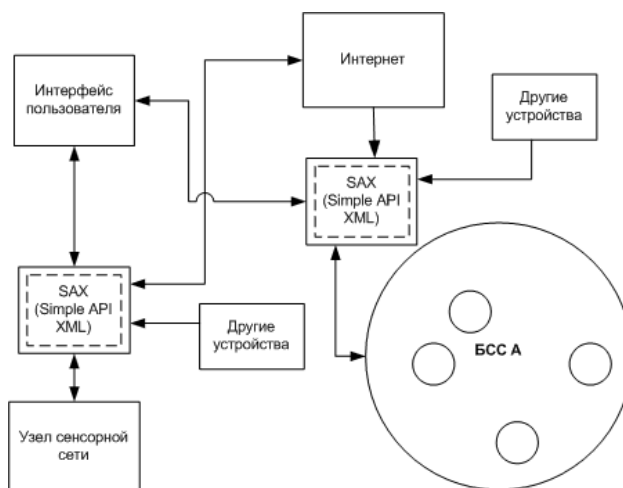 Интерфейс
пользователя
Интернет
Другие
устройства
SAX
(Simple API
XML)
SAX
(Simple API
XML)
Другие
устройства
БСС А
Узел сенсорной
сети